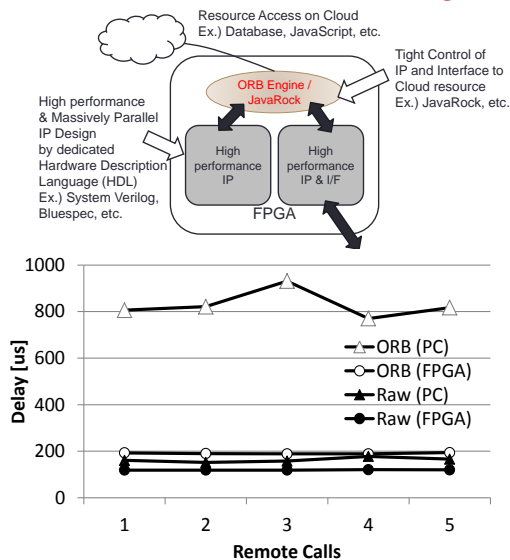 Resource Access on Cloud
Ex.) Database, JavaScript, etc.
Tight Control of
IP and Interface to
Cloud resource
Ex.) JavaRock, etc.
ORB Engine /
JavaRock
High performance
& Massively Parallel
IP Design
by dedicated
Hardware Description
Language (HDL)
Ex.) System Verilog,
Bluespec, etc.
High
performance
IP
High
performance
IP & I/F
FPGA
1000
800
600
400
200
0
Delay [us]
ORB (PC)
ORB (FPGA)
Raw (PC)
Raw (FPGA)
1 2 3 4 5
Remote Calls